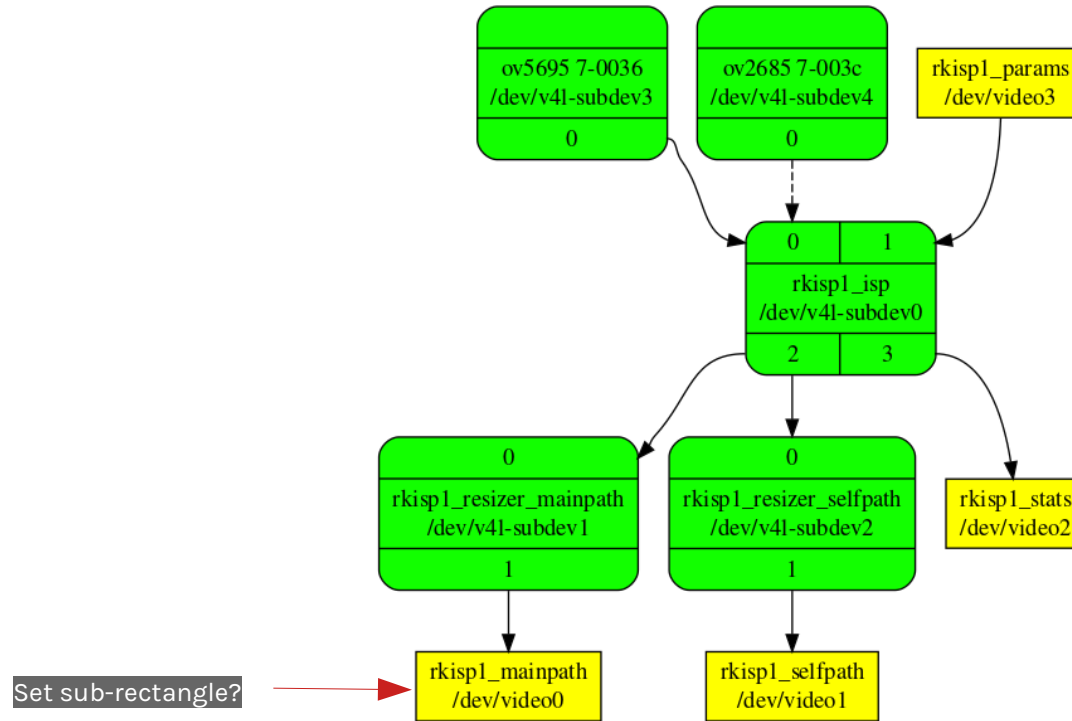 ov5695 7-0036
/dev/v4l-subdev3
0
ov2685 7-003c
/dev/v4l-subdev4
0
rkisp1_params
/dev/video3
0
1
rkisp1_isp
/dev/v4l-subdev0
2
3
0
rkisp1_resizer_mainpath
/dev/v4l-subdev1
1
0
rkisp1_resizer_selfpath
/dev/v4l-subdev2
1
rkisp1_stats
/dev/video2
Set sub-rectangle?
rkisp1_mainpath
/dev/video0
rkisp1_selfpath
/dev/video1